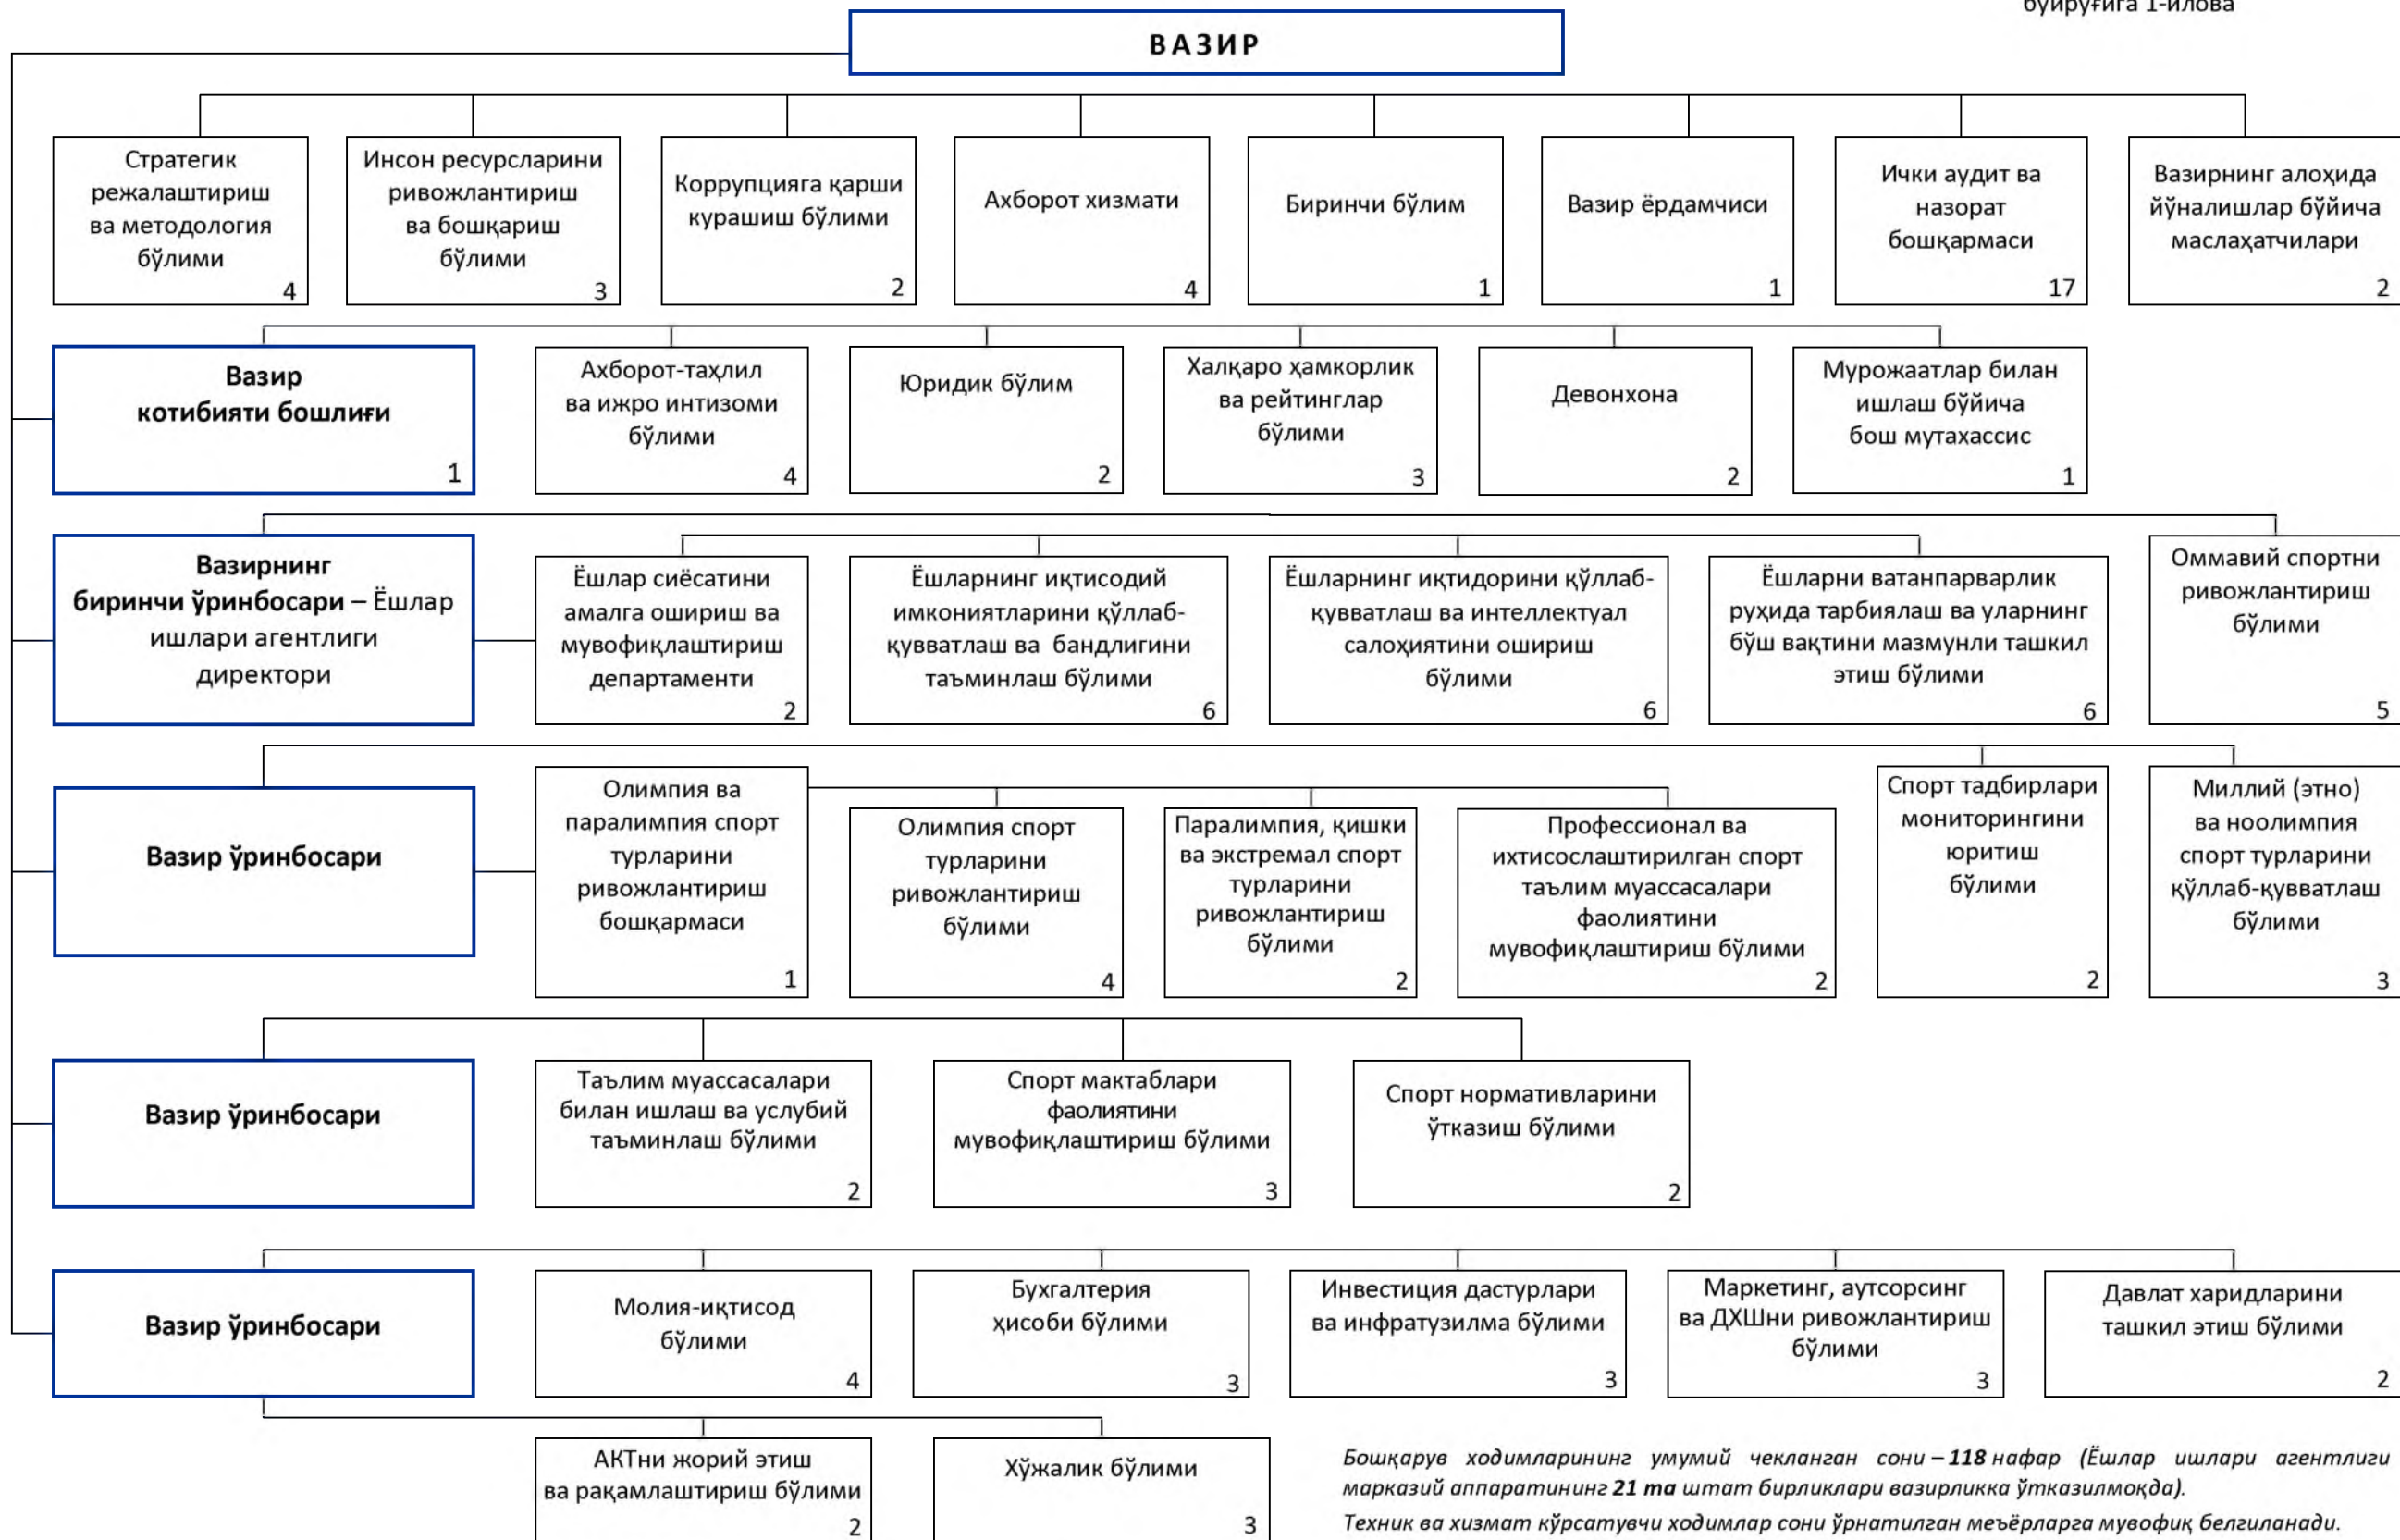 буйруғига 1-илова
ВАЗИР
Стратегик
режалаштириш
ва методология
бўлими
4
Инсон ресурсларини
ривожлантириш
ва бошқариш
бўлими
3
Коррупцияга қарши
курашиш бўлими
2
Ахборот хизмати
4
Биринчи бўлим
1
Вазир ёрдамчиси
1
Ички аудит ва
назорат
бошқармаси
17
Вазирнинг алоҳида
йўналишлар бўйича
маслаҳатчилари
2
Вазир
котибияти бошлиғи
1
Ахборот-таҳлил
ва ижро интизоми
бўлими
4
Юридик бўлим
2
Халқаро ҳамкорлик
ва рейтинглар
бўлими
3
Девонхона
2
Мурожаатлар билан
ишлаш бўйича
бош мутахассис
1
Вазирнинг
биринчи ўринбосари – Ёшлар
ишлари агентлиги
директори
Ёшлар сиёсатини
амалга ошириш ва
мувофиқлаштириш
департаменти
2
Ёшларнинг иқтисодий
имкониятларини қўллаб-
қувватлаш ва бандлигини
таъминлаш бўлими
6
Ёшларнинг иқтидорини қўллаб-
қувватлаш ва интеллектуал
салоҳиятини ошириш
бўлими
6
Ёшларни ватанпарварлик
руҳида тарбиялаш ва уларнинг
бўш вақтини мазмунли ташкил
этиш бўлими
6
Оммавий спортни
ривожлантириш
бўлими
5
Вазир ўринбосари
Олимпия ва
паралимпия спорт
турларини
ривожлантириш
бошқармаси
1
Олимпия спорт
турларини
ривожлантириш
бўлими
4
Паралимпия, қишки
ва экстремал спорт
турларини
ривожлантириш
бўлими
2
Профессионал ва
ихтисослаштирилган спорт
таълим муассасалари
фаолиятини
мувофиқлаштириш бўлими
2
Спорт тадбирлари
мониторингини
юритиш
бўлими
2
Миллий (этно)
ва ноолимпия
спорт турларини
қўллаб-қувватлаш
бўлими
3
Вазир ўринбосари
Таълим муассасалари
билан ишлаш ва услубий
таъминлаш бўлими
2
Спорт мактаблари
фаолиятини
мувофиқлаштириш бўлими
3
Спорт нормативларини
ўтказиш бўлими
2
Вазир ўринбосари
Молия-иқтисод
бўлими
4
Бухгалтерия
ҳисоби бўлими
3
Инвестиция дастурлари
ва инфратузилма бўлими
3
Маркетинг, аутсорсинг
ва ДХШни ривожлантириш
бўлими
3
Давлат харидларини
ташкил этиш бўлими
2
АКТни жорий этиш
ва рақамлаштириш бўлими
2
Хўжалик бўлими
3
Бошқарув ходимларининг умумий чекланган сони – 118 нафар (Ёшлар ишлари агентлиги
марказий аппаратининг 21 та штат бирликлари вазирликка ўтказилмоқда).
Техник ва хизмат кўрсатувчи ходимлар сони ўрнатилган меъёрларга мувофиқ белгиланади.